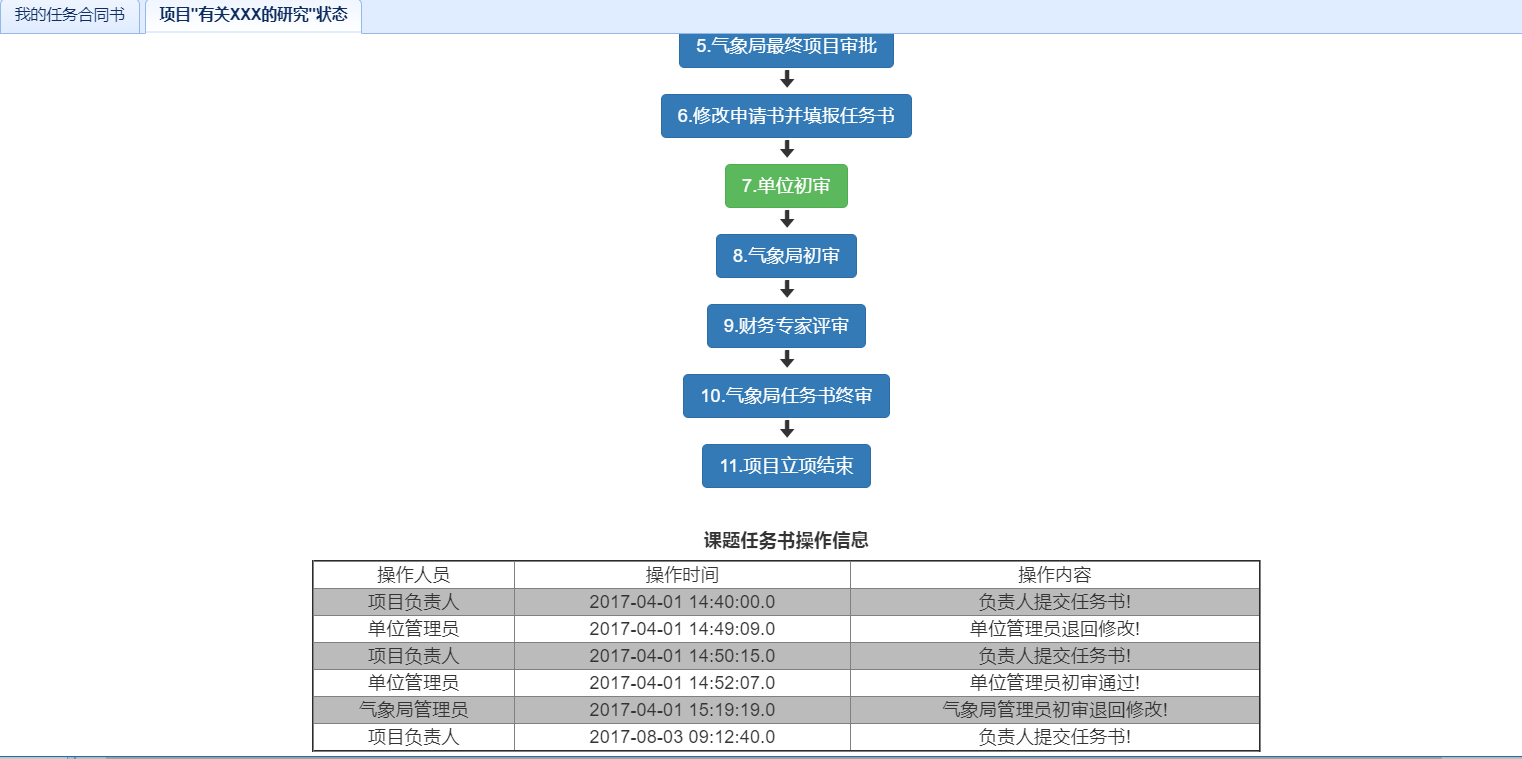 我的任务合同书 项目"有关XXX的研究"状态
5.气象局最终项目审批
6.修改申请书并填报任务书
7.单位初审
8.气象局初审
9.财务专家评审
10.气象局任务书终审
11.项目立项结束
课题任务书操作信息
操作人员 操作时间 操作内容
项目负责人 2017-04-01 14:40:00.0 负责人提交任务书!
单位管理员 2017-04-01 14:49:09.0 单位管理员退回修改!
项目负责人 2017-04-01 14:50:15.0 负责人提交任务书!
单位管理员 2017-04-01 14:52:07.0 单位管理员初审通过!
气象局管理员 2017-04-01 15:19:19.0 气象局管理员初审退回修改!
项目负责人 2017-08-03 09:12:40.0 负责人提交任务书!